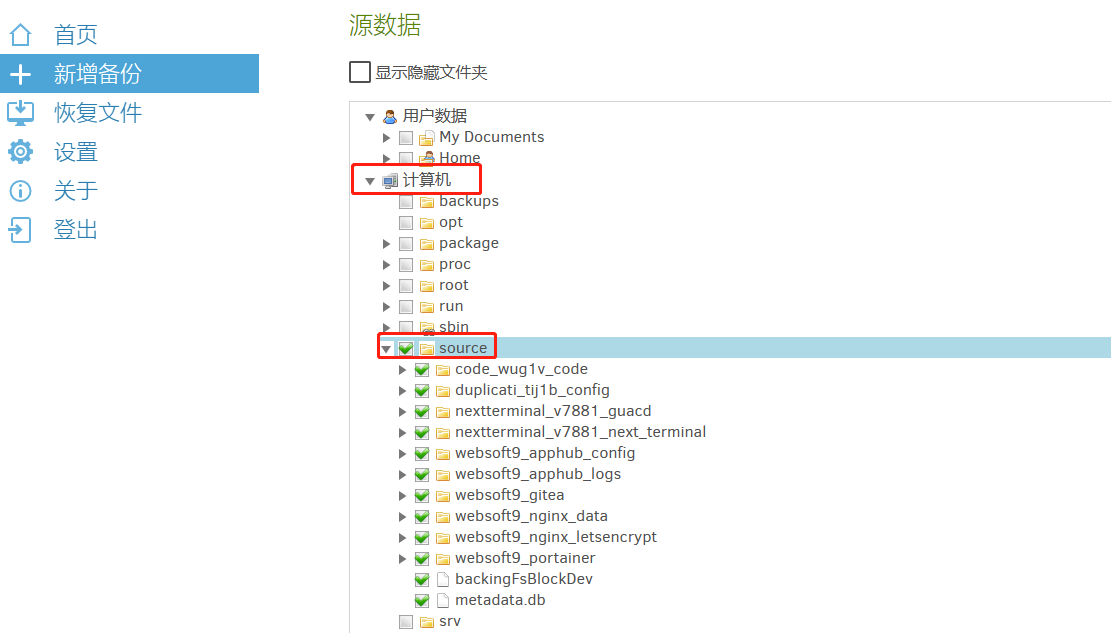 首页
新增备份
恢复文件
设置
关于
登出
源数据
显示隐藏文件夹
用户数据
My Documents
Home
计算机
backups
opt
package
proc
root
run
sbin
source
code_wug1v_code
duplicati_tij1b_config
nextterminal_v7881_guacd
nextterminal_v7881_next_terminal
websoft9_apphub_config
websoft9_apphub_logs
websoft9_gitea
websoft9_nginx_data
websoft9_nginx_letsencrypt
websoft9_portainer
backingFsBlockDev
metadata.db
srv